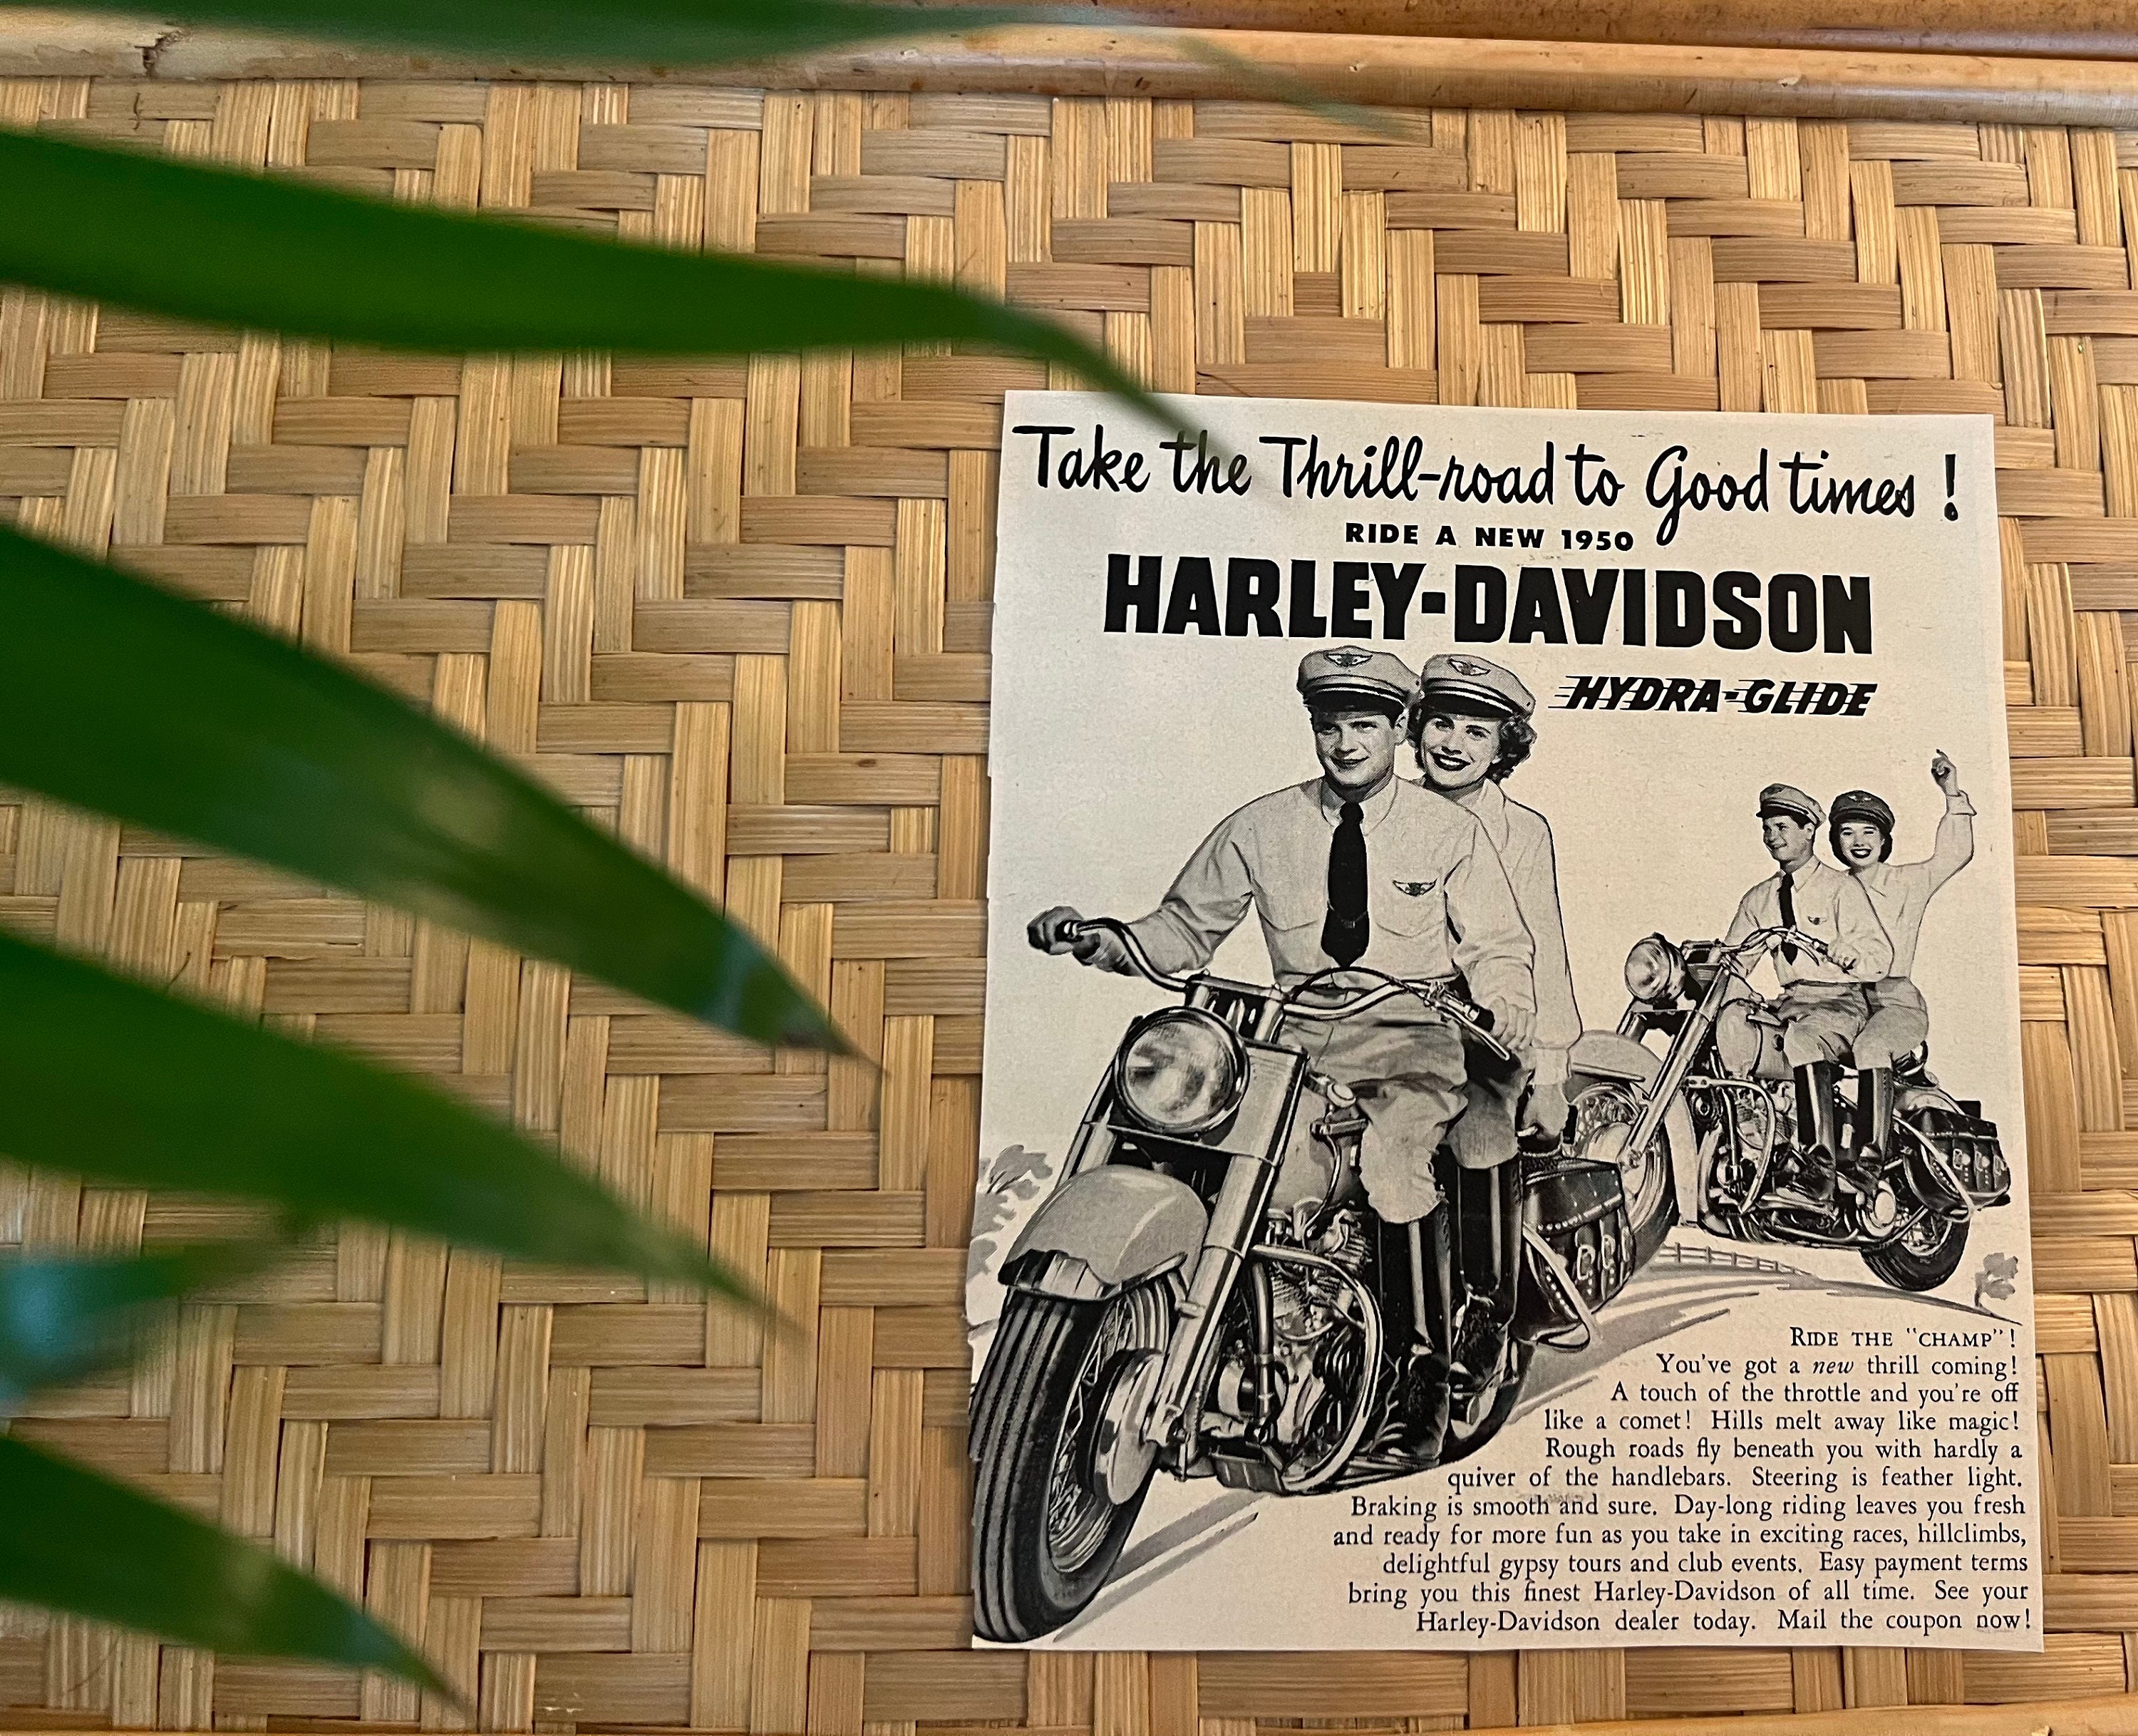 Take the Thrill-road to Good times!
RIDE A NEW 1950
HARLEY-DAVIDSON
HYDRA-GLIDE
RIDE THE "CHAMP"!
You've got a new thrill coming!
A touch of the throttle and you're off
like a comet! Hills melt away like magic!
Rough roads fly beneath you with hardly a
quiver of the handlebars. Steering is feather light.
Braking is smooth and sure. Day-long riding leaves you fresh
and ready for more fun as you take in exciting races, hillclimbs,
delightful gypsy tours and club events. Easy payment terms
bring you this finest Harley-Davidson of all time. See your
Harley-Davidson dealer today. Mail the coupon now!